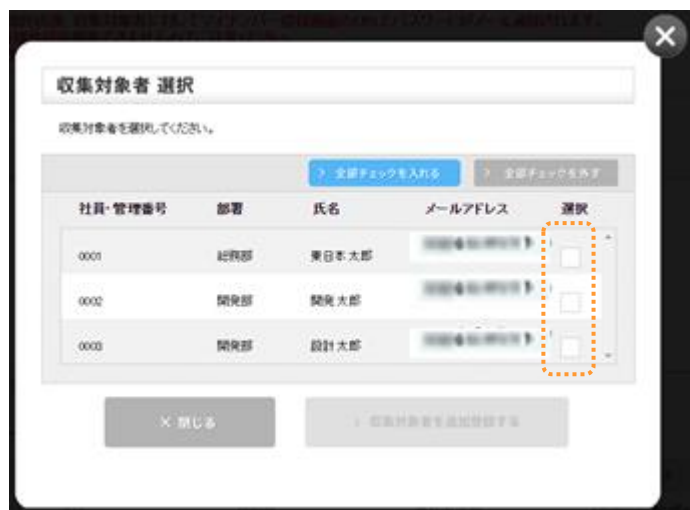 収集対象者 選択
収集対象者を選択してください。
全部チェックを入れる 全部チェックを外す
社員・管理番号 部署 氏名 メールアドレス 選択
0001 総務部 東日本 太郎
0002 開発部 開発 太郎
0003 開発部 設計 太郎
× 閉じる 収集対象者を追加登録する